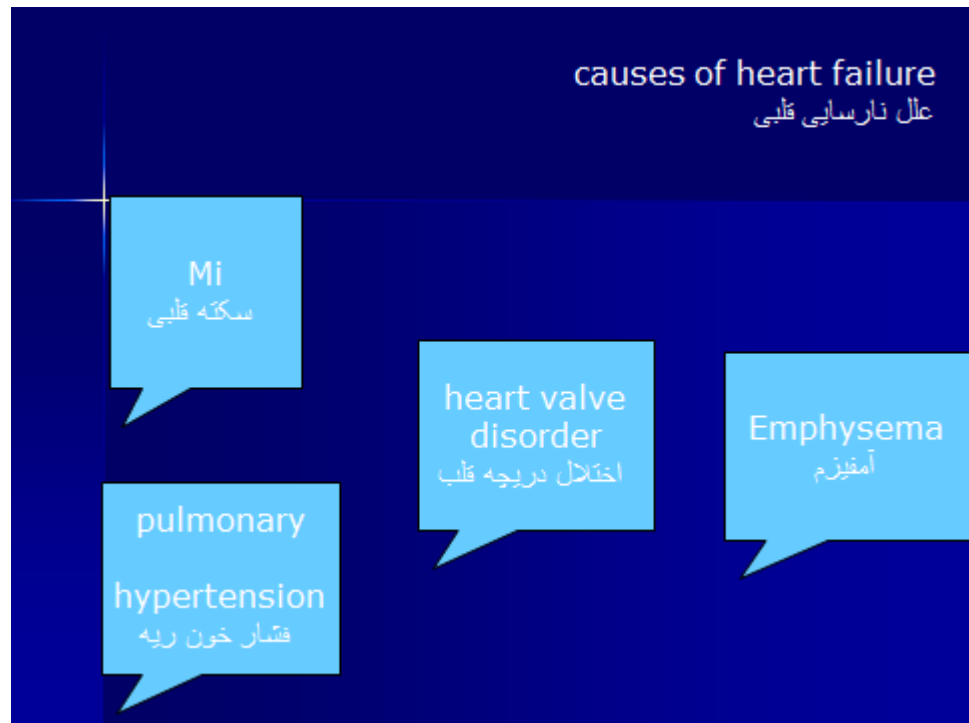 causes of heart failure
علل نارسایی قلبی
Mi
سکته قلبی
heart valve
disorder
اختلال دریچه قلب
Emphysema
آمفیزم
pulmonary
hypertension
فشار خون ریه